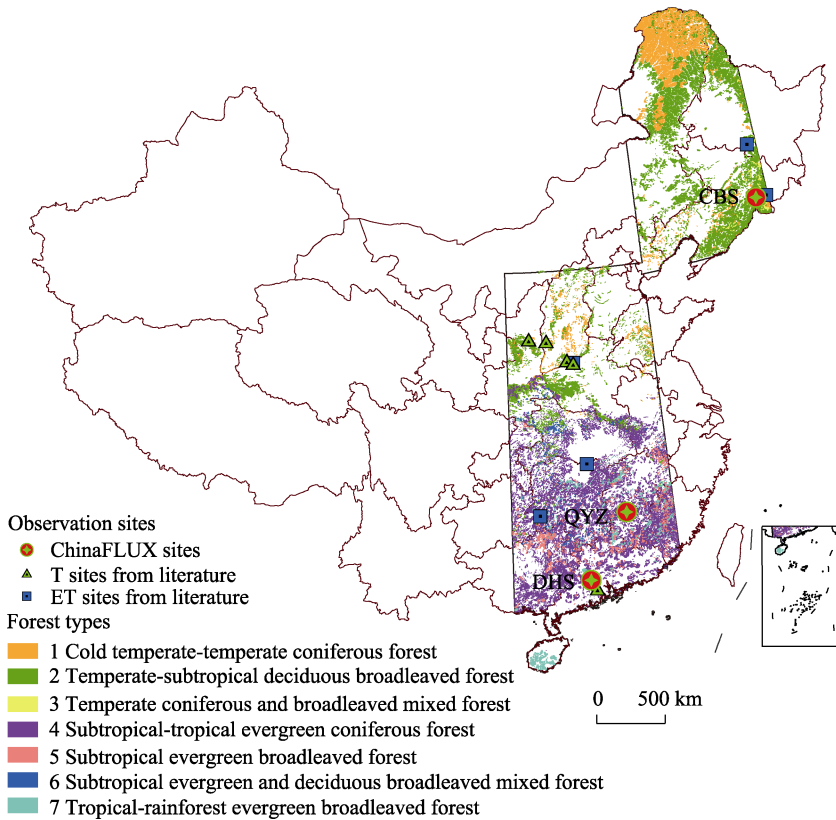 CBS
QYZ
DHS
Observation sites
ChinaFLUX sites
T sites from literature
ET sites from literature
Forest types
1 Cold temperate-temperate coniferous forest
2 Temperate-subtropical deciduous broadleaved forest
3 Temperate coniferous and broadleaved mixed forest
4 Subtropical-tropical evergreen coniferous forest
5 Subtropical evergreen broadleaved forest
6 Subtropical evergreen and deciduous broadleaved mixed forest
7 Tropical-rainforest evergreen broadleaved forest
0 500 km